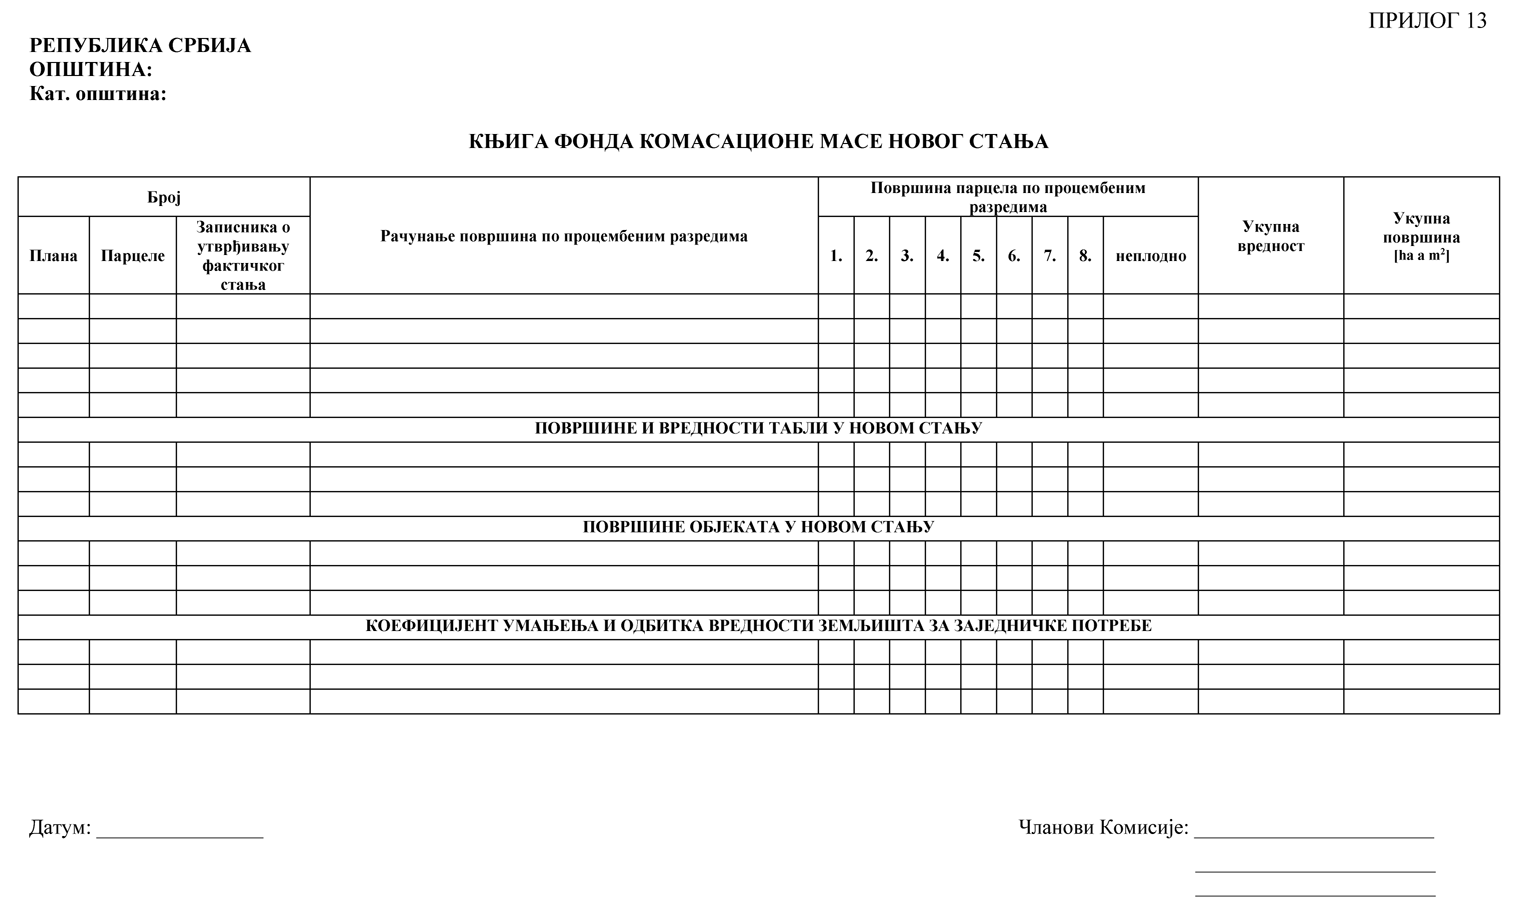 ПРИЛОГ 13
РЕПУБЛИКА СРБИЈА
ОПШТИНА:
Кат. општина:
КЊИГА ФОНДА КОМАСАЦИОНЕ МАСЕ НОВОГ СТАЊА
Број
Плана
Парцеле
Записника о
утврђивању
фактичког
стања
Рачунање површина по процембеним разредима
Површина парцела по процембеним
разредима
1. 2. 3. 4. 5. 6. 7. 8. неплодно
Укупна
вредност
Укупна
површина
[ha a m²]
ПОВРШИНЕ И ВРЕДНОСТИ ТАБЛИ У НОВОМ СТАЊУ
ПОВРШИНЕ ОБЈЕКАТА У НОВОМ СТАЊУ
КОЕФИЦИЈЕНТ УМАЊЕЊА И ОДБИТКА ВРЕДНОСТИ ЗЕМЉИШТА ЗА ЗАЈЕДНИЧКЕ ПОТРЕБЕ
Датум: ________________
Чланови Комисије: _______________________
_______________________
_______________________